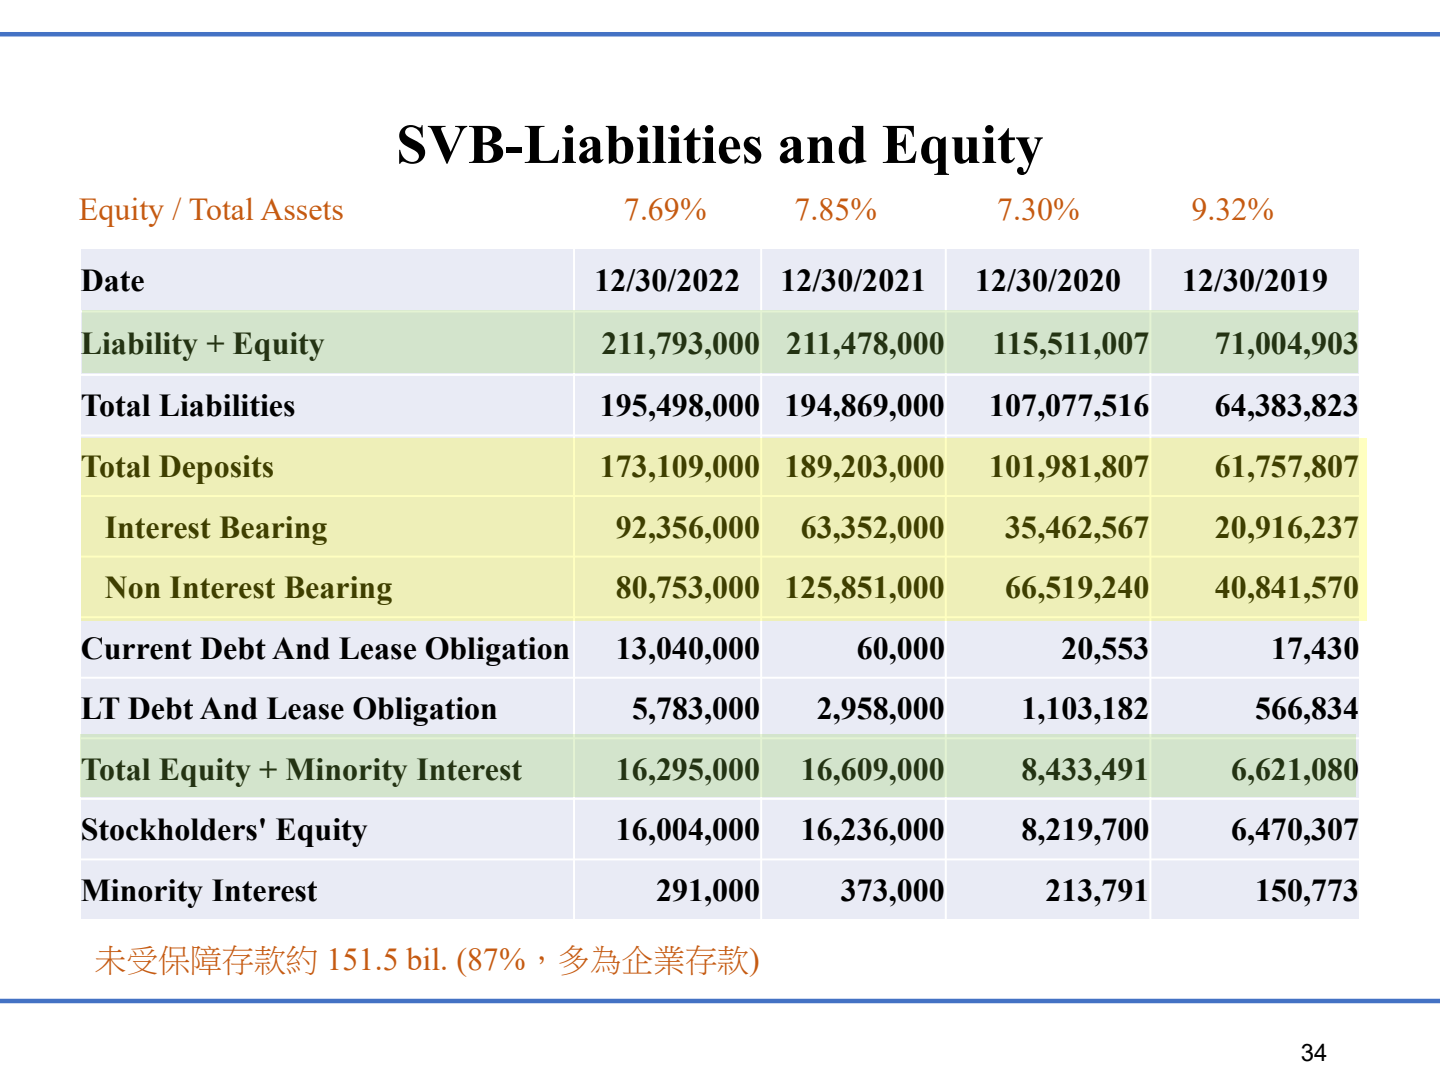 SVB-Liabilities and Equity
Equity / Total Assets 7.69% 7.85% 7.30% 9.32%
Date 12/30/2022 12/30/2021 12/30/2020 12/30/2019
Liability + Equity 211,793,000 211,478,000 115,511,007 71,004,903
Total Liabilities 195,498,000 194,869,000 107,077,516 64,383,823
Total Deposits 173,109,000 189,203,000 101,981,807 61,757,807
Interest Bearing 92,356,000 63,352,000 35,462,567 20,916,237
Non Interest Bearing 80,753,000 125,851,000 66,519,240 40,841,570
Current Debt And Lease Obligation 13,040,000 60,000 20,553 17,430
LT Debt And Lease Obligation 5,783,000 2,958,000 1,103,182 566,834
Total Equity + Minority Interest 16,295,000 16,609,000 8,433,491 6,621,080
Stockholders' Equity 16,004,000 16,236,000 8,219,700 6,470,307
Minority Interest 291,000 373,000 213,791 150,773
未受保障存款約 151.5 bil. (87%，多為企業存款)
34